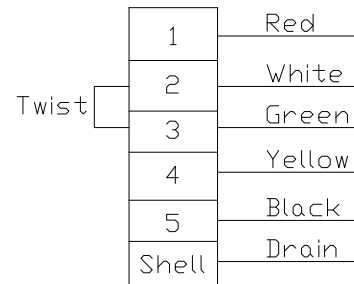 1 Red
2 White
Twist
3 Green
4 Yellow
5 Black
Shell Drain